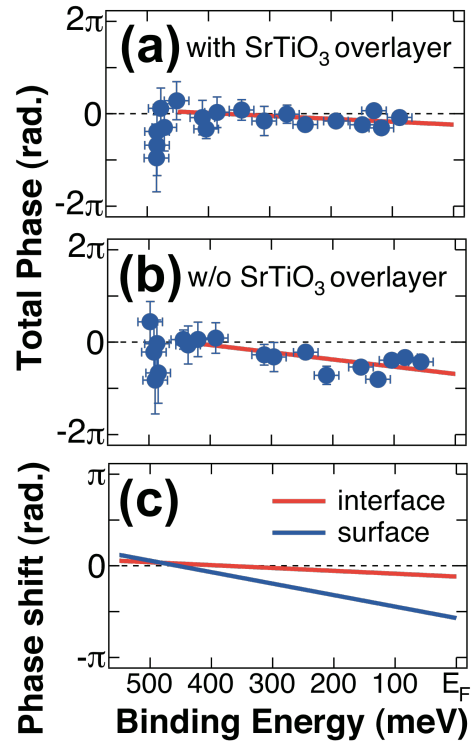 2π
(a) with SrTiO3 overlayer
0
-2π
Total Phase (rad.)
2π
(b) w/o SrTiO3 overlayer
0
-2π
π
(c)
interface
surface
0
-π
Phase shift (rad.)
500 400 300 200 100 EF
Binding Energy (meV)